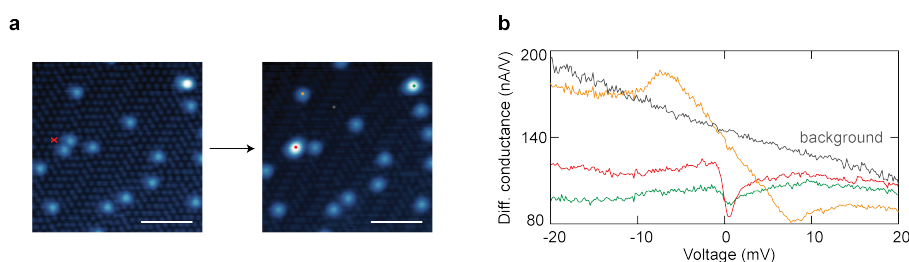 a
b
200
140
80
Diff. conductance (nA/V)
background
-20
-10
0
10
20
Voltage (mV)